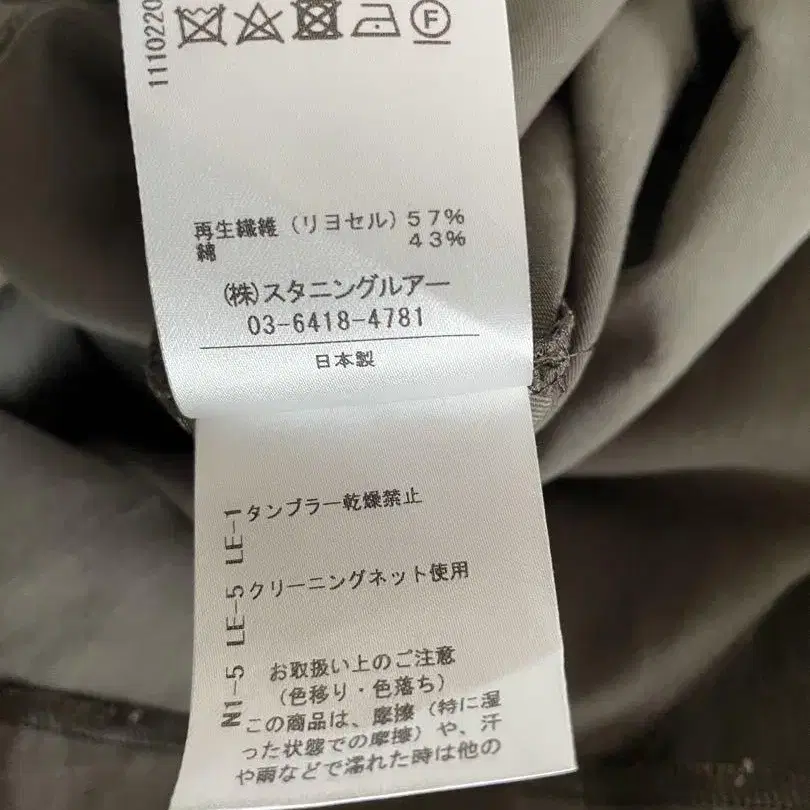 1110220
F
再生繊維 (リヨセル) 57%
綿 43%
(株)スタニングルアー
03-6418-4781
日本製
N1-5 LE-5 LE-1
タンブラー乾燥禁止
クリーニングネット使用
お取扱い上のご注意
(色移り・色落ち)
この商品は、摩擦 (特に湿
った状態での摩擦) や、汗
や雨などで濡れた時は他の